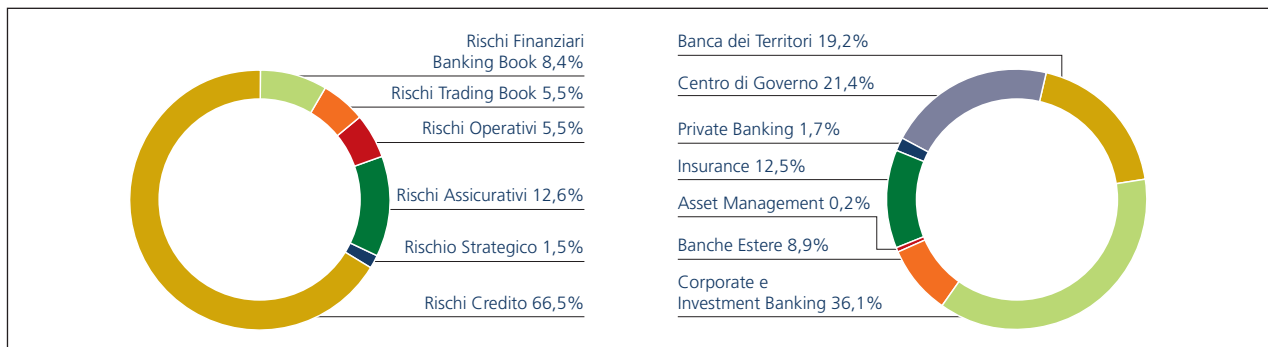 Rischi Finanziari
Banking Book 8,4%
Rischi Trading Book 5,5%
Rischi Operativi 5,5%
Rischi Assicurativi 12,6%
Rischio Strategico 1,5%
Rischi Credito 66,5%
Banca dei Territori 19,2%
Centro di Governo 21,4%
Private Banking 1,7%
Insurance 12,5%
Asset Management 0,2%
Banche Estere 8,9%
Corporate e
Investment Banking 36,1%